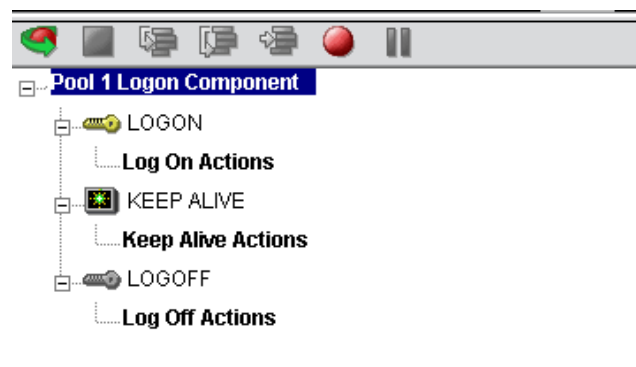 Pool 1 Logon Component
LOGON
Log On Actions
KEEP ALIVE
Keep Alive Actions
LOGOFF
Log Off Actions